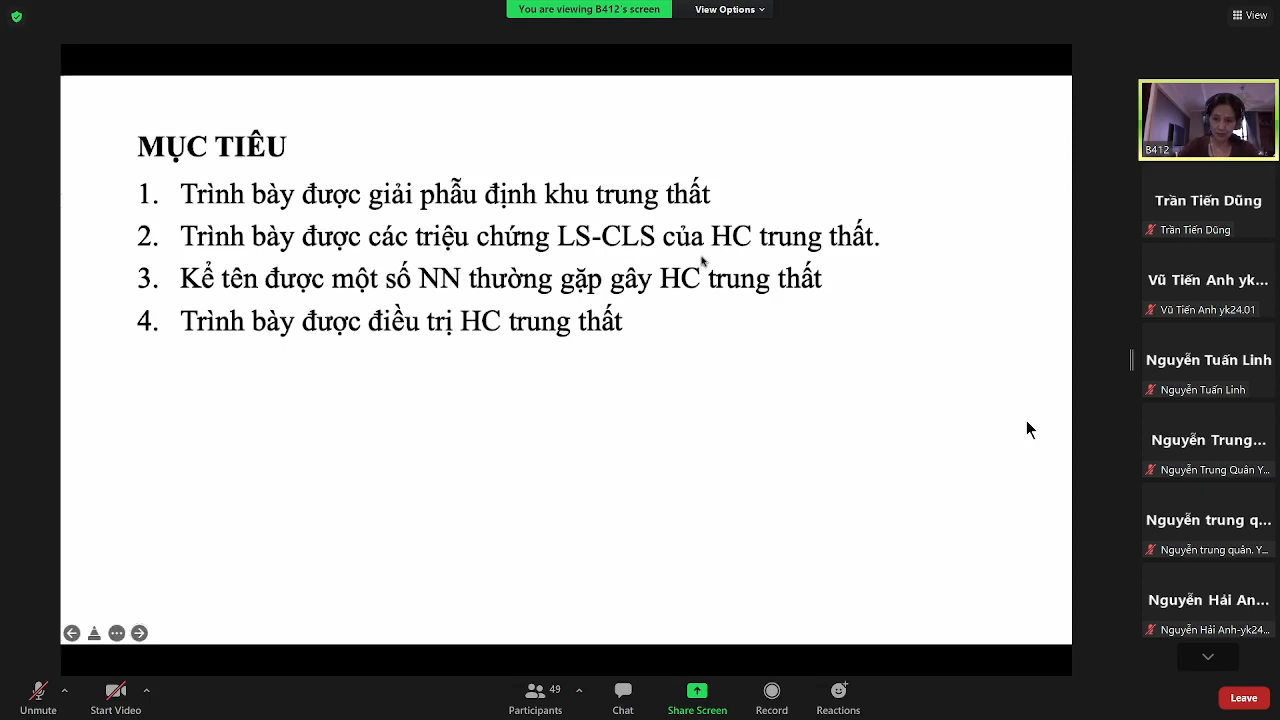 You are viewing B412's screen
View Options
View
MỤC TIÊU
1. Trình bày được giải phẫu định khu trung thất
2. Trình bày được các triệu chứng LS-CLS của HC trung thất.
3. Kể tên được một số NN thường gặp gây HC trung thất
4. Trình bày được điều trị HC trung thất
B412
Trần Tiến Dũng
Trần Tiến Dũng
Vũ Tiến Anh yk...
Vũ Tiến Anh yk24.01
Nguyễn Tuấn Linh
Nguyễn Tuấn Linh
Nguyễn Trung...
Nguyễn Trung Quân Y...
Nguyễn trung q...
Nguyễn trung quân. Y...
Nguyễn Hải An...
Nguyễn Hải Anh-yk24...
Unmute
Start Video
49
Participants
Chat
Share Screen
Record
Reactions
Leave